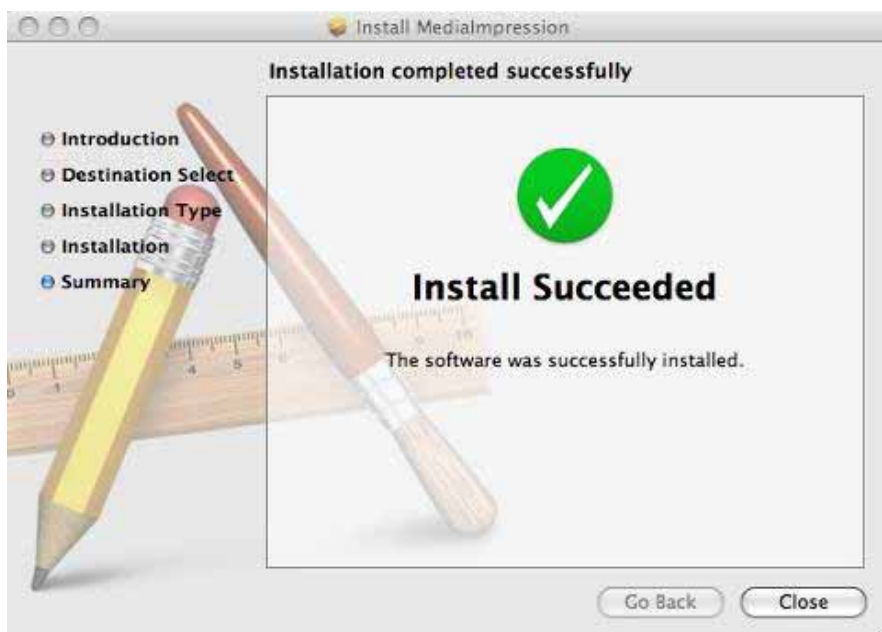 Install MediaImpression
Installation completed successfully
Introduction
Destination Select
Installation Type
Installation
Summary
Install Succeeded
The software was successfully installed.
Go Back
Close